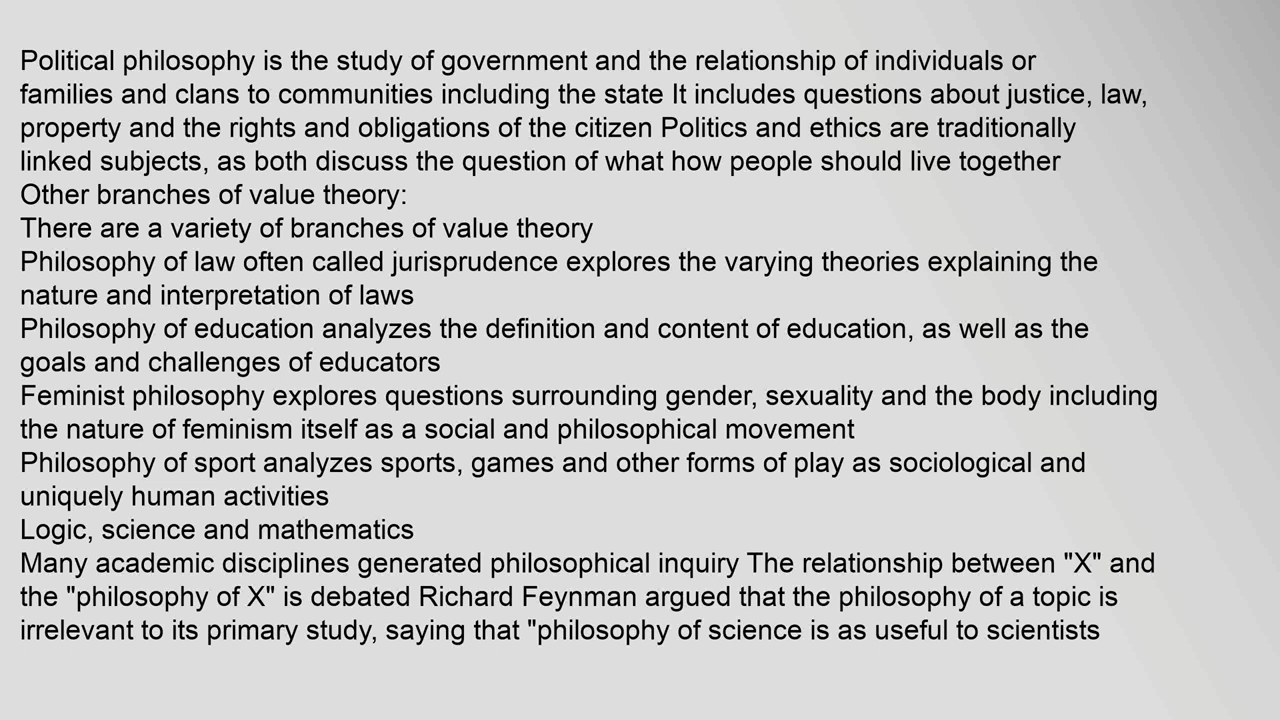 Political philosophy is the study of government and the relationship of individuals or
families and clans to communities including the state It includes questions about justice, law,
property and the rights and obligations of the citizen Politics and ethics are traditionally
linked subjects, as both discuss the question of what how people should live together
Other branches of value theory:
There are a variety of branches of value theory
Philosophy of law often called jurisprudence explores the varying theories explaining the
nature and interpretation of laws
Philosophy of education analyzes the definition and content of education, as well as the
goals and challenges of educators
Feminist philosophy explores questions surrounding gender, sexuality and the body including
the nature of feminism itself as a social and philosophical movement
Philosophy of sport analyzes sports, games and other forms of play as sociological and
uniquely human activities
Logic, science and mathematics
Many academic disciplines generated philosophical inquiry The relationship between "X" and
the "philosophy of X" is debated Richard Feynman argued that the philosophy of a topic is
irrelevant to its primary study, saying that "philosophy of science is as useful to scientists